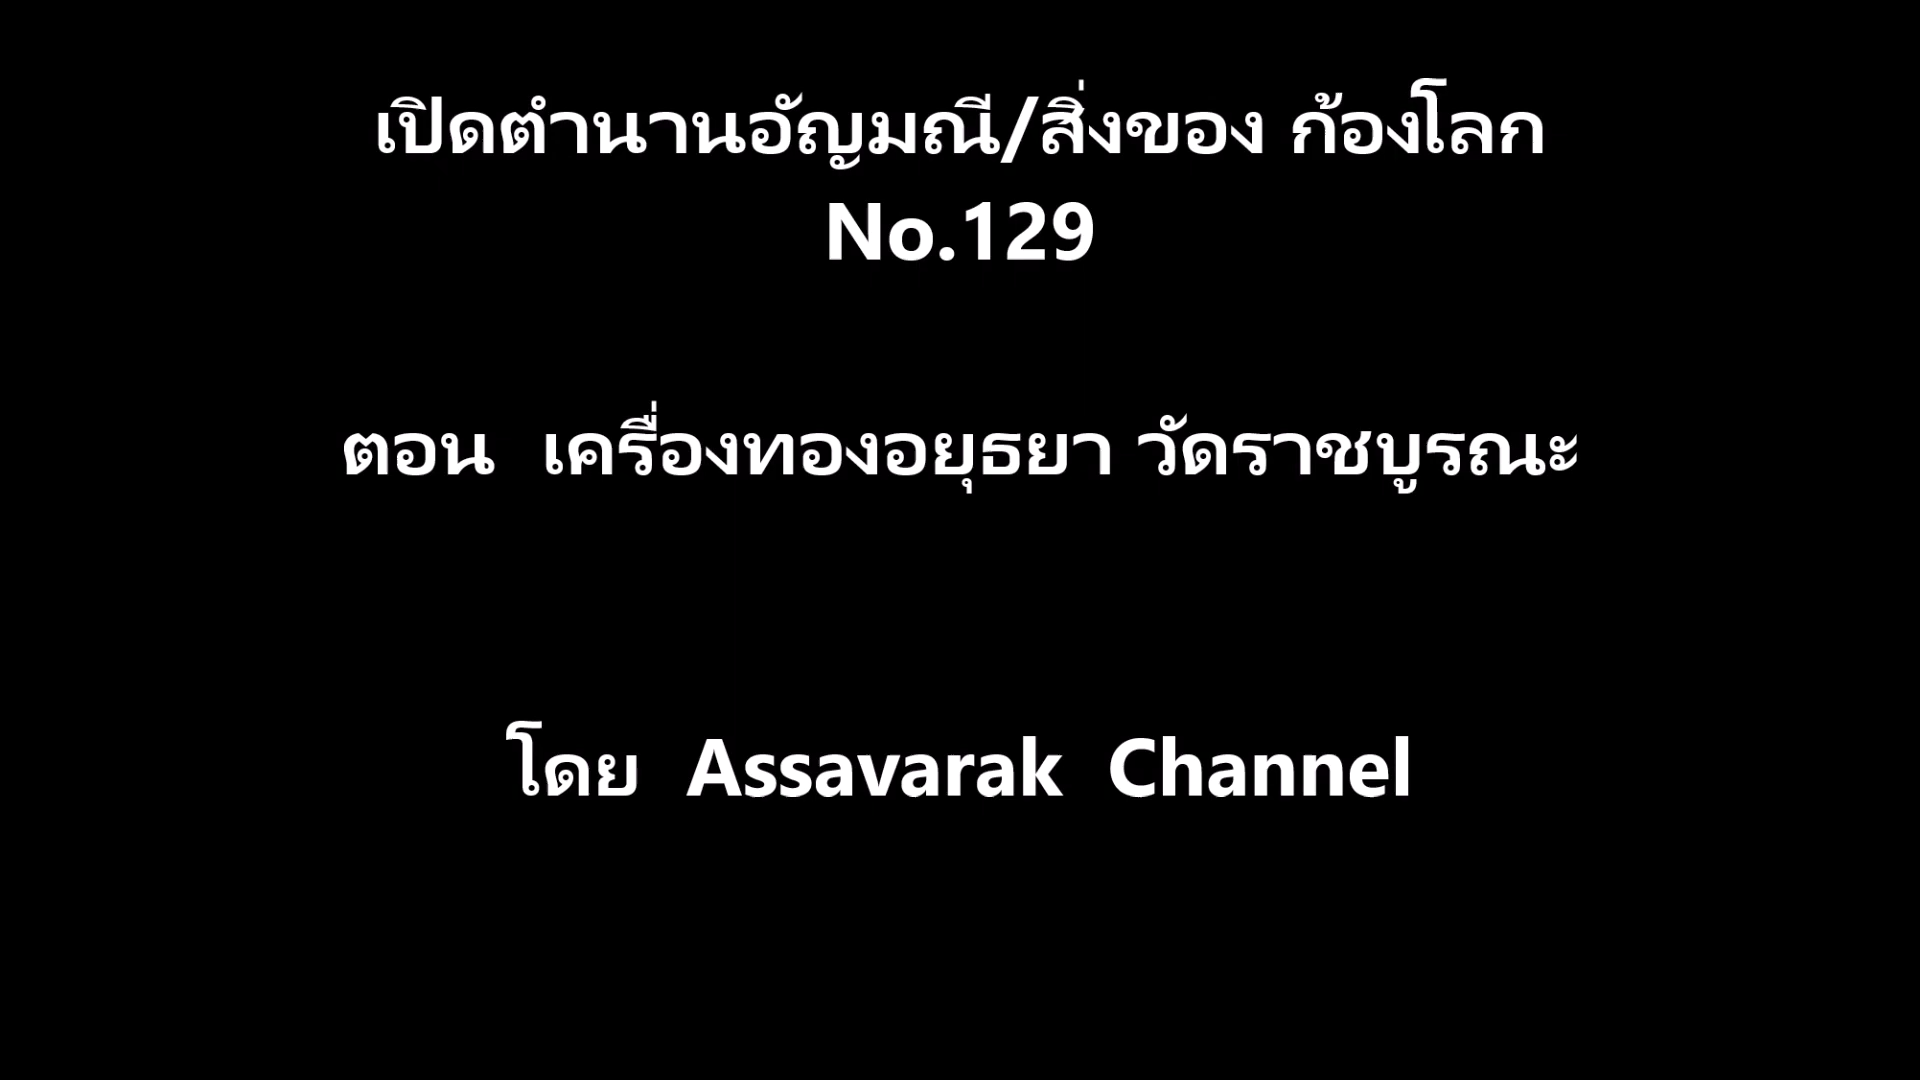 เปิดตำนานอัญมณี/สิ่งของ ก้องโลก
No.129
ตอน เครื่องทองอยุธยา วัดราชบูรณะ
โดย Assavarak Channel